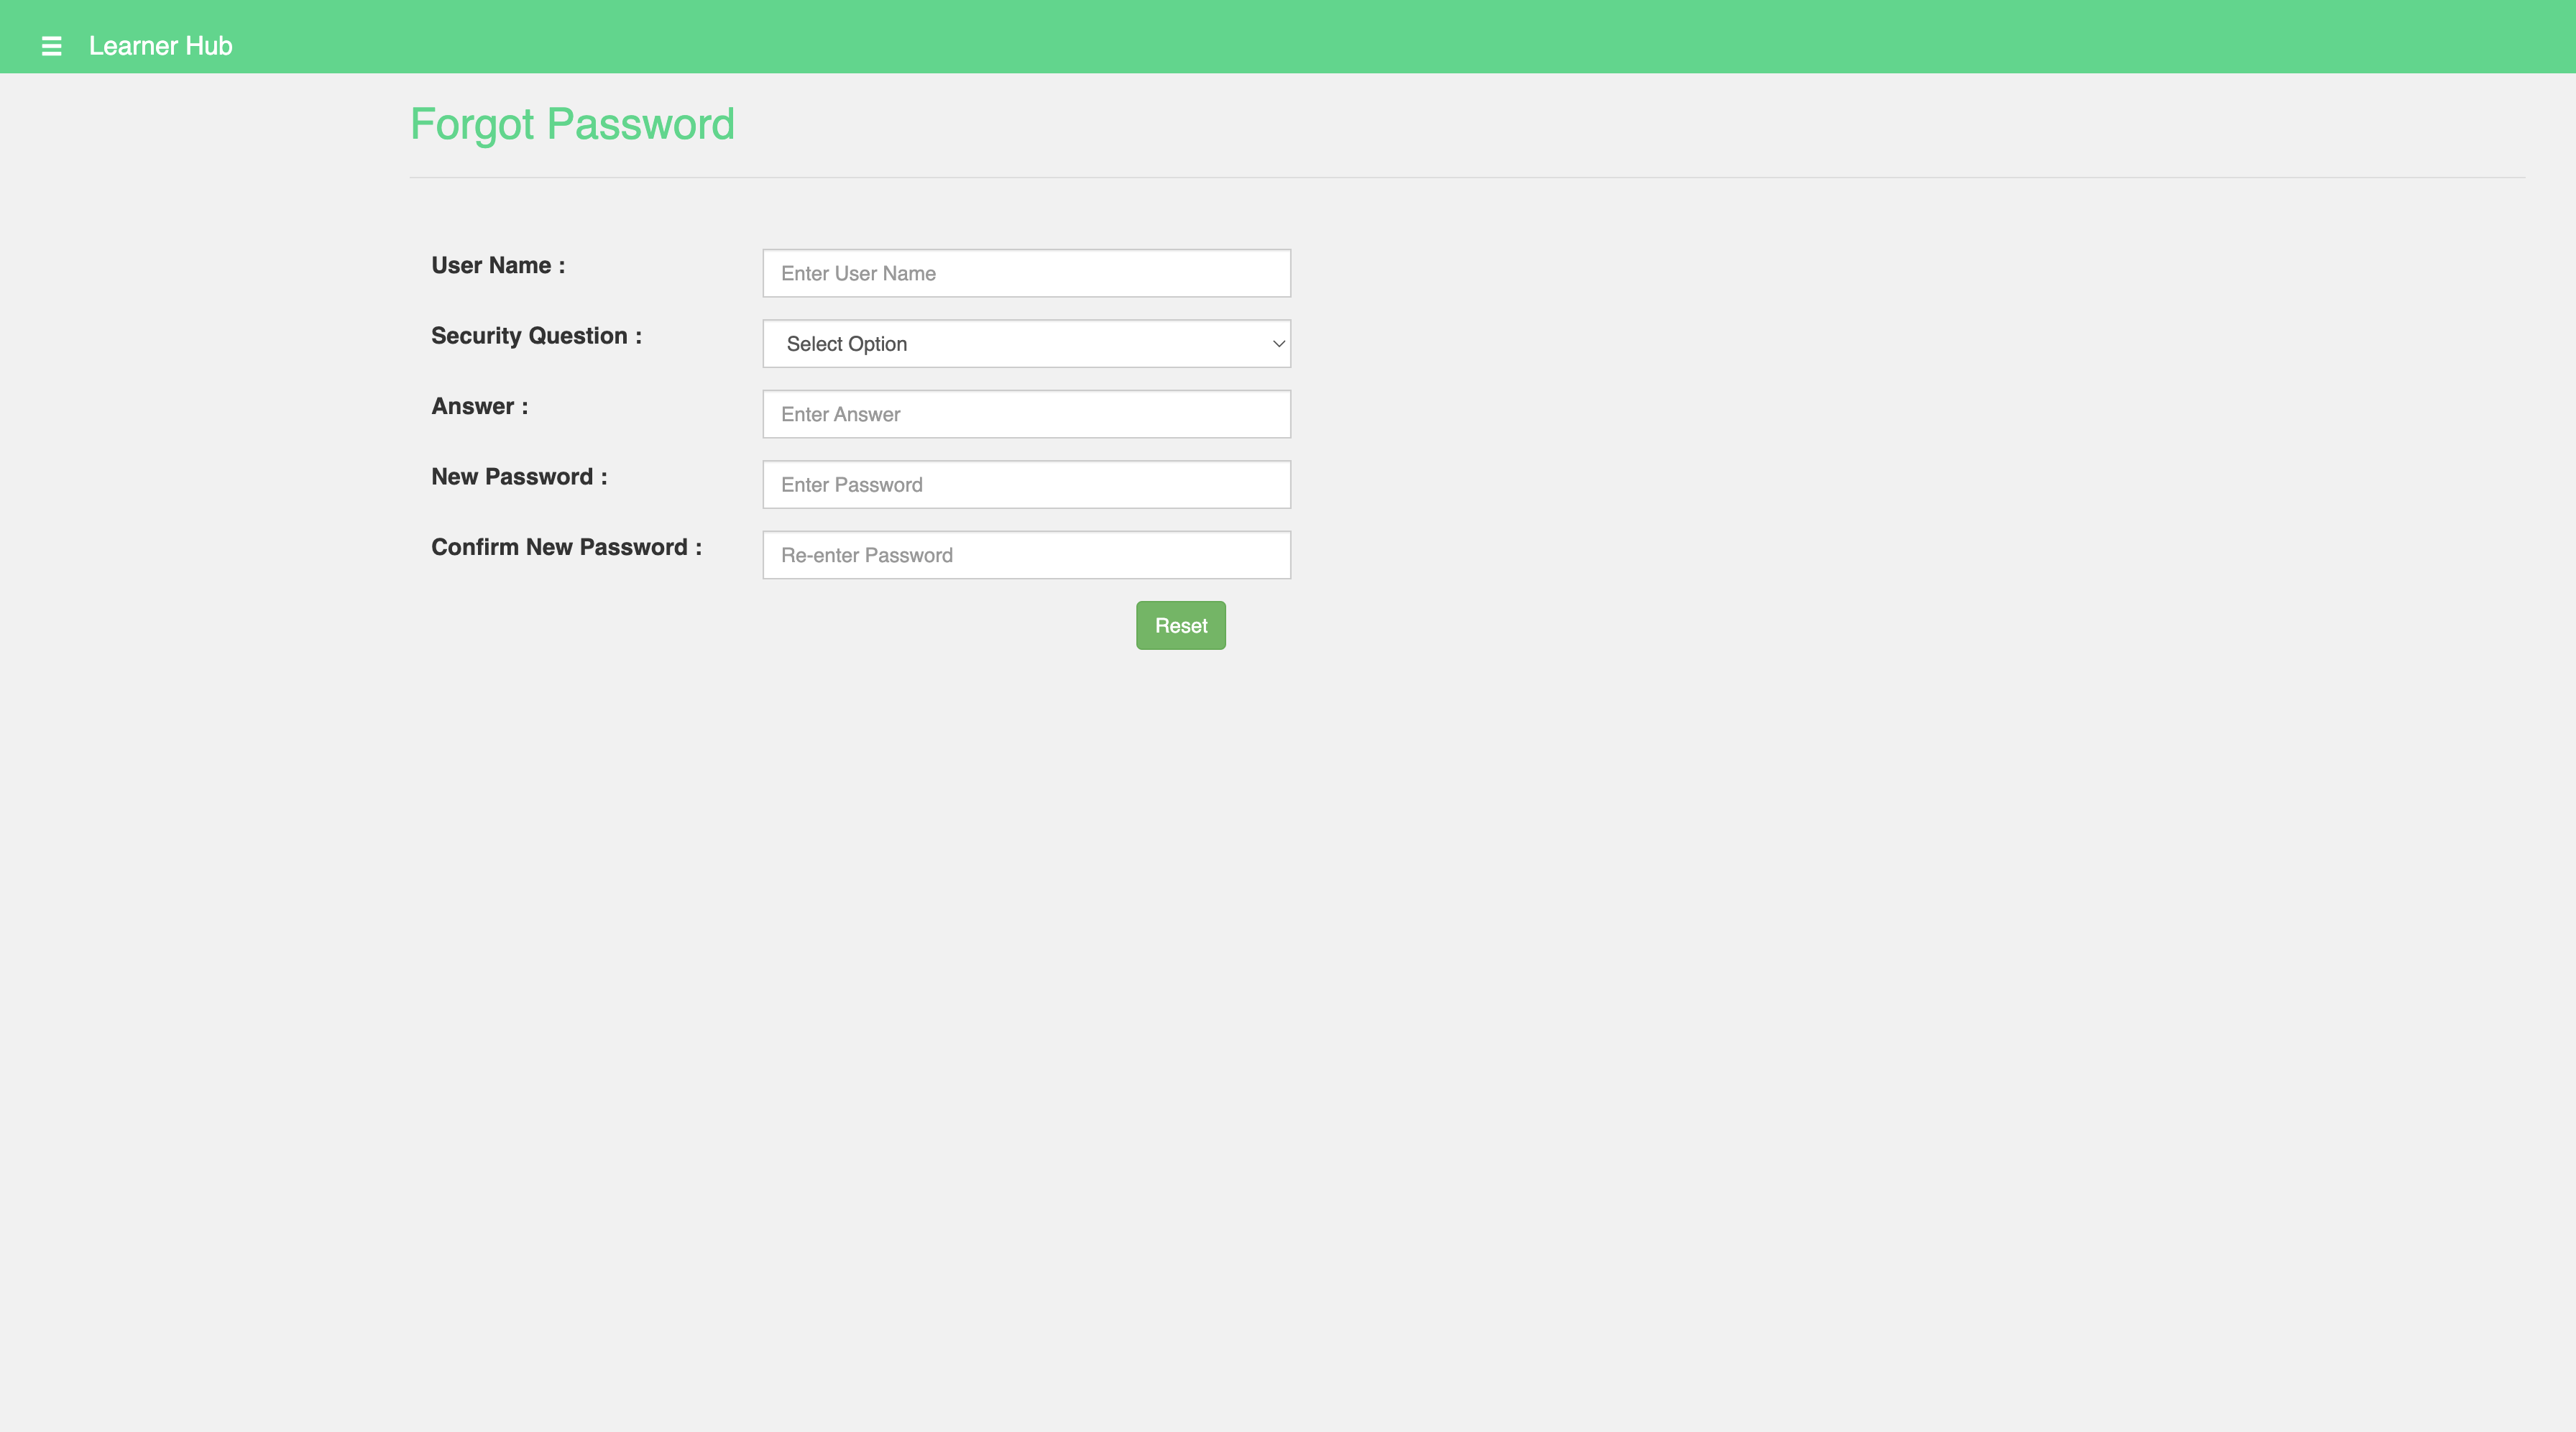 Learner Hub
Forgot Password
User Name :
Enter User Name
Security Question :
Select Option
Answer :
Enter Answer
New Password :
Enter Password
Confirm New Password :
Re-enter Password
Reset